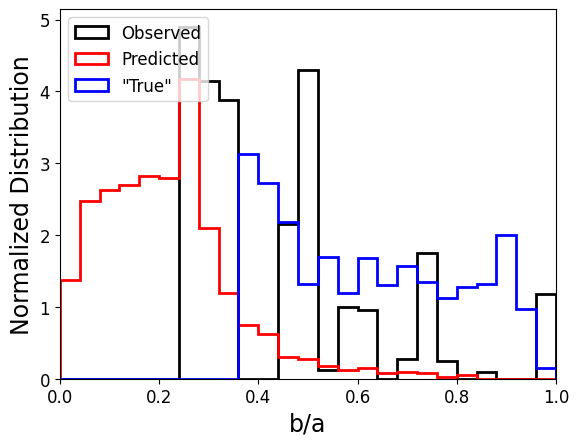 Observed
Predicted
"True"
Normalized Distribution
5
4
3
2
1
0
0.0 0.2 0.4 0.6 0.8 1.0
b/a